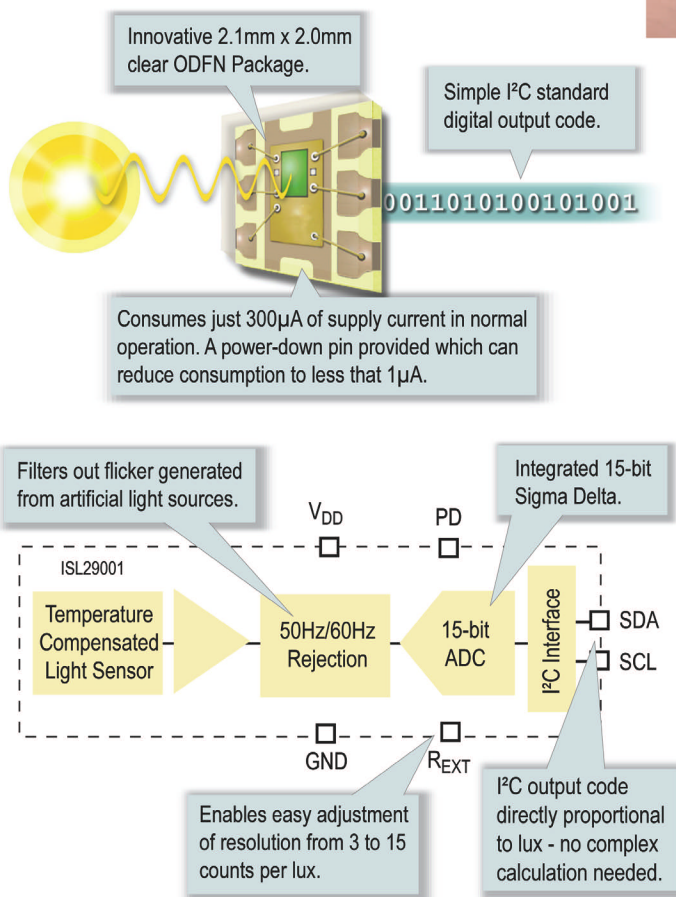 Innovative 2.1mm x 2.0mm
clear ODFN Package.
Simple I²C standard
digital output code.
0011010100101001
Consumes just 300µA of supply current in normal
operation. A power-down pin provided which can
reduce consumption to less that 1µA.
Filters out flicker generated
from artificial light sources.
Integrated 15-bit
Sigma Delta.
VDD
PD
ISL29001
Temperature
Compensated
Light Sensor
50Hz/60Hz
Rejection
15-bit
ADC
I²C Interface
SDA
SCL
GND
REXT
Enables easy adjustment
of resolution from 3 to 15
counts per lux.
I²C output code
directly proportional
to lux - no complex
calculation needed.